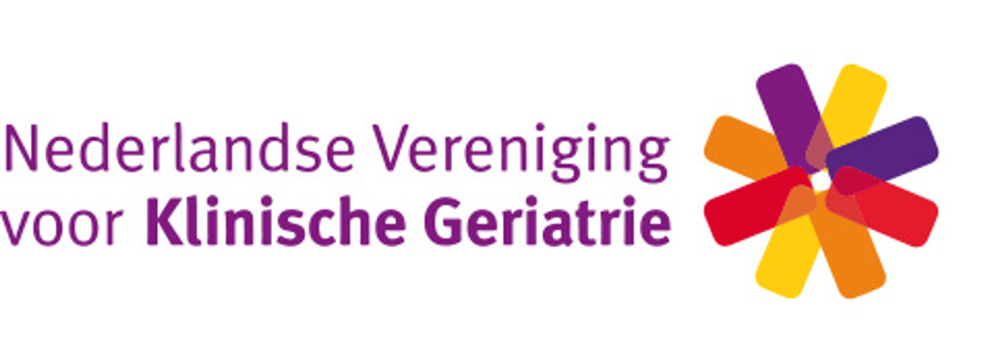 Nederlandse Vereniging
voor Klinische Geriatrie